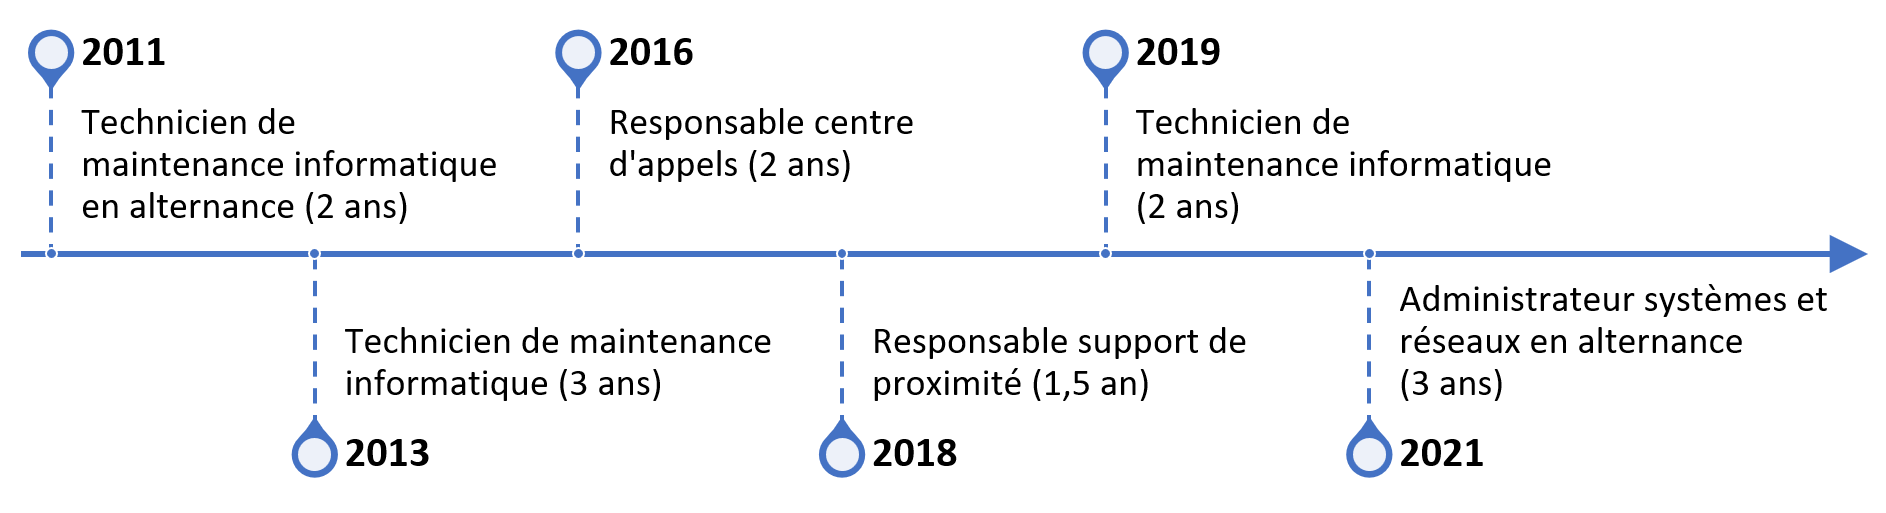 2011
Technicien de
maintenance informatique
en alternance (2 ans)
2013
Technicien de maintenance
informatique (3 ans)
2016
Responsable centre
d'appels (2 ans)
2018
Responsable support de
proximité (1,5 an)
2019
Technicien de
maintenance informatique
(2 ans)
2021
Administrateur systèmes et
réseaux en alternance
(3 ans)